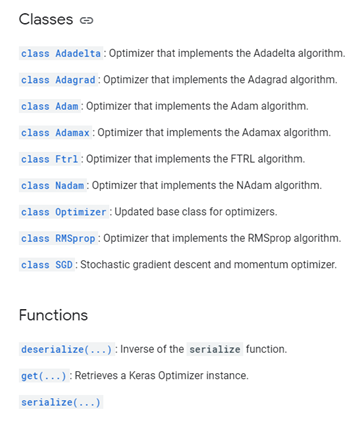 Classes
class Adadelta: Optimizer that implements the Adadelta algorithm.
class Adagrad: Optimizer that implements the Adagrad algorithm.
class Adam: Optimizer that implements the Adam algorithm.
class Adamax: Optimizer that implements the Adamax algorithm.
class Ftrl: Optimizer that implements the FTRL algorithm.
class Nadam: Optimizer that implements the NAdam algorithm.
class Optimizer: Updated base class for optimizers.
class RMSprop: Optimizer that implements the RMSprop algorithm.
class SGD: Stochastic gradient descent and momentum optimizer.
Functions
deserialize(...): Inverse of the serialize function.
get(...): Retrieves a Keras Optimizer instance.
serialize(...)